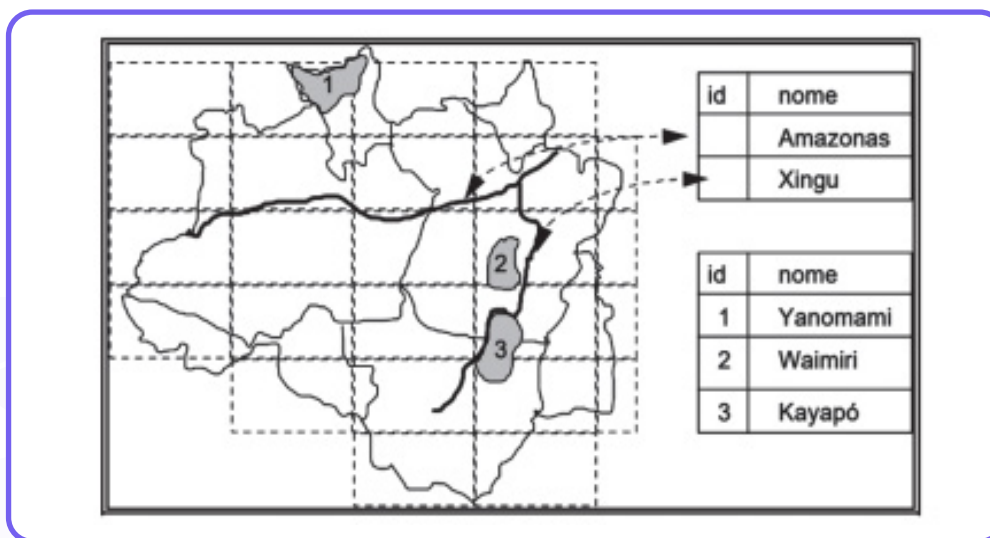 1
2
3
id nome
Amazonas
Xingu
id nome
1 Yanomami
2 Waimiri
3 Kayapó